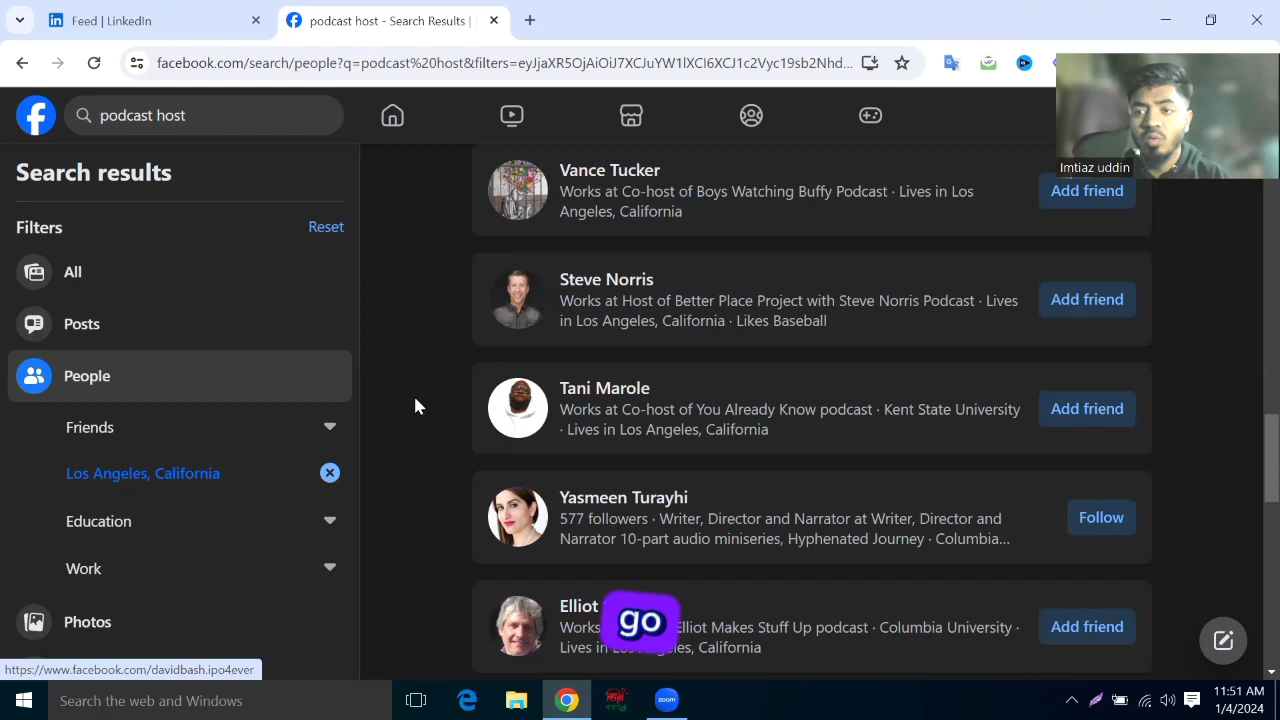 Feed | LinkedIn
podcast host - Search Results |
facebook.com/search/people?q=podcast%20host&filters=eyJjaXR5OjAiOiJ7XCJuYW1lXCI6XCJ1c2Vyc19sb2Nhd...
podcast host
Imtiaz uddin
Search results
Filters
Reset
All
Posts
People
Friends
Los Angeles, California
Education
Work
Photos
Vance Tucker
Works at Co-host of Boys Watching Buffy Podcast · Lives in Los
Angeles, California
Add friend
Steve Norris
Works at Host of Better Place Project with Steve Norris Podcast · Lives
in Los Angeles, California · Likes Baseball
Add friend
Tani Marole
Works at Co-host of You Already Know podcast · Kent State University
· Lives in Los Angeles, California
Add friend
Yasmeen Turayhi
577 followers · Writer, Director and Narrator at Writer, Director and
Narrator 10-part audio miniseries, Hyphenated Journey · Columbia...
Follow
Elliot
Works Elliot Makes Stuff Up podcast · Columbia University ·
Lives in Los Angeles, California
Add friend
go
https://www.facebook.com/davidbash.ipo4ever
Search the web and Windows
zoom
11:51 AM
1/4/2024